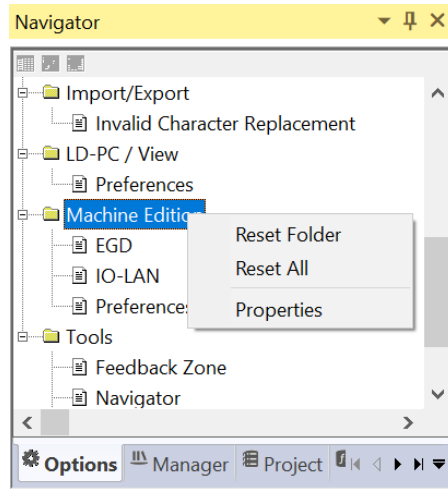 Navigator
Import/Export
Invalid Character Replacement
LD-PC / View
Preferences
Machine Edition
Reset Folder
EGD
Reset All
IO-LAN
Preferences
Properties
Tools
Feedback Zone
Navigator
Options Manager Project